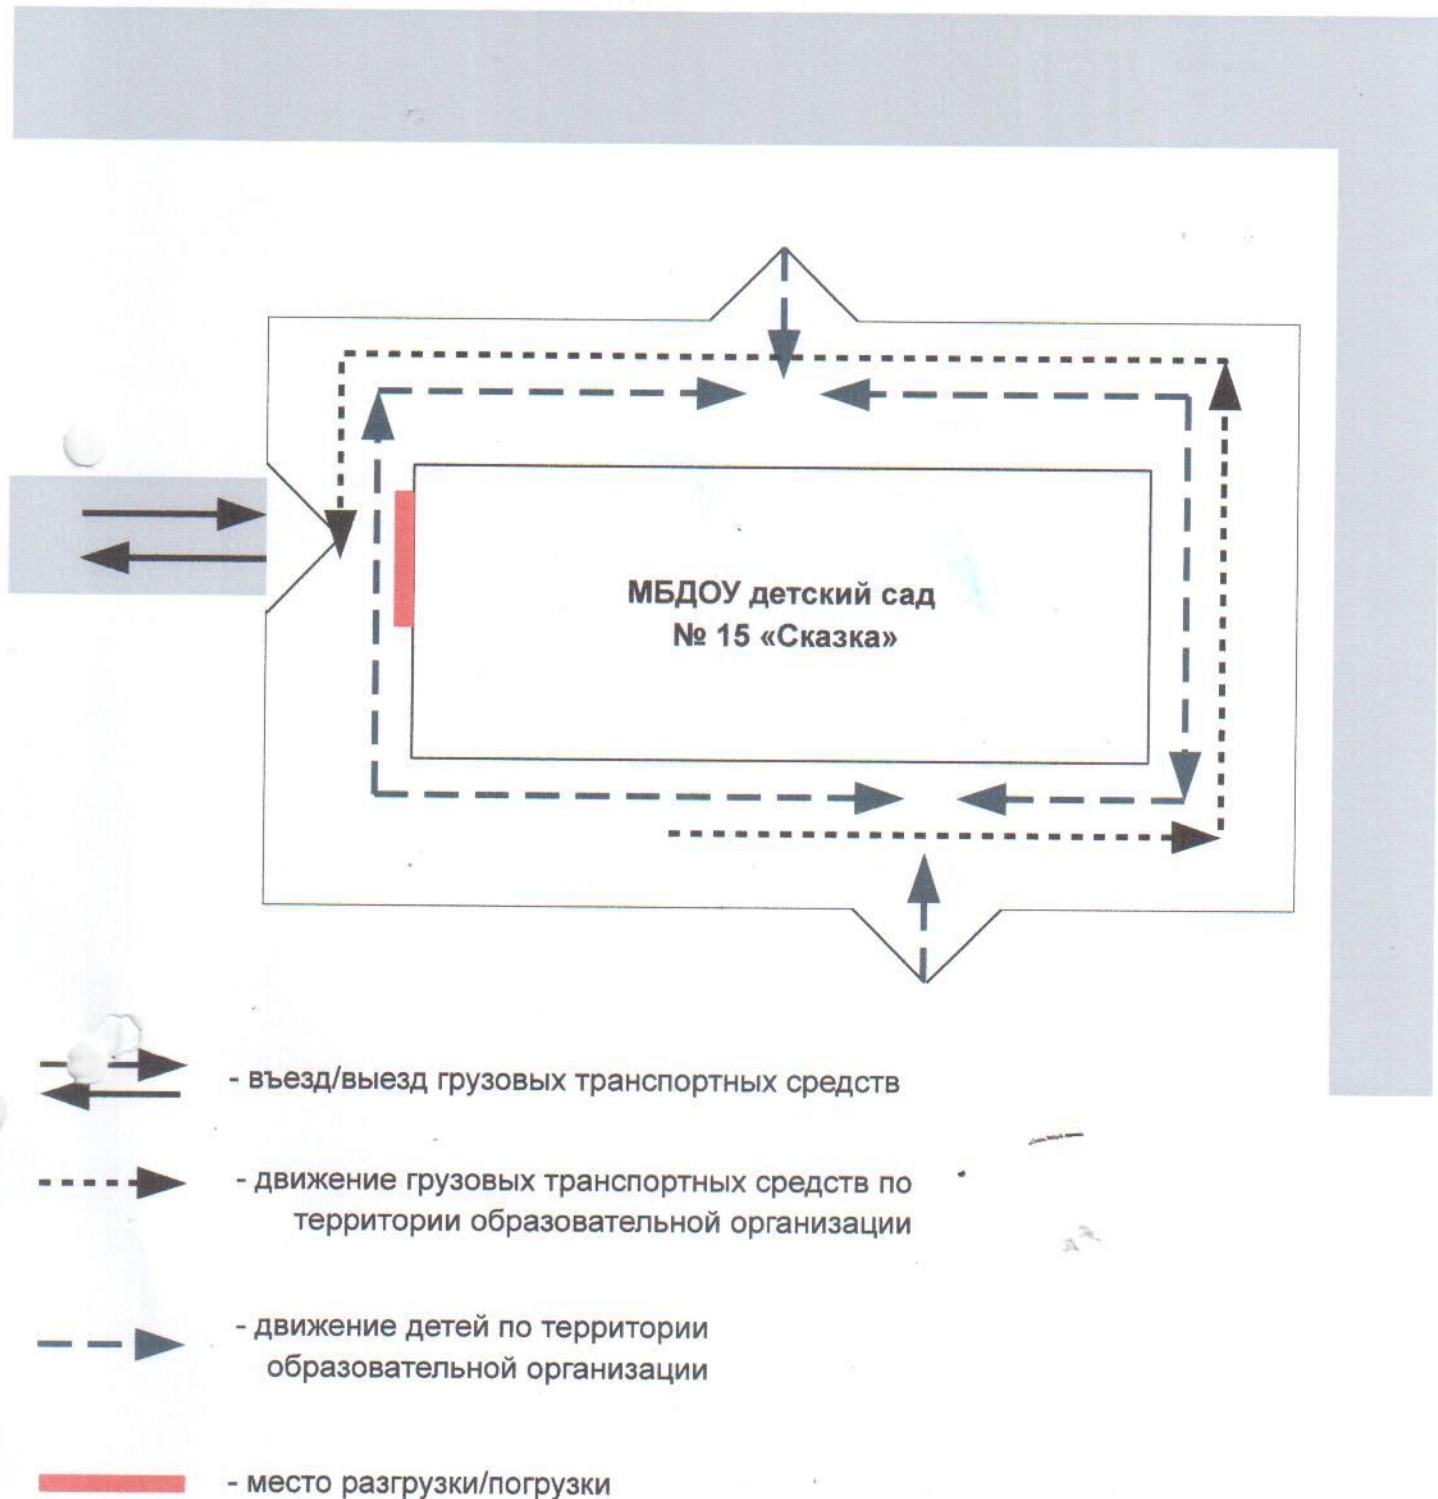 МБДОУ детский сад
№ 15 «Сказка»
- въезд/выезд грузовых транспортных средств
- движение грузовых транспортных средств по
территории образовательной организации
- движение детей по территории
образовательной организации
- место разгрузки/погрузки